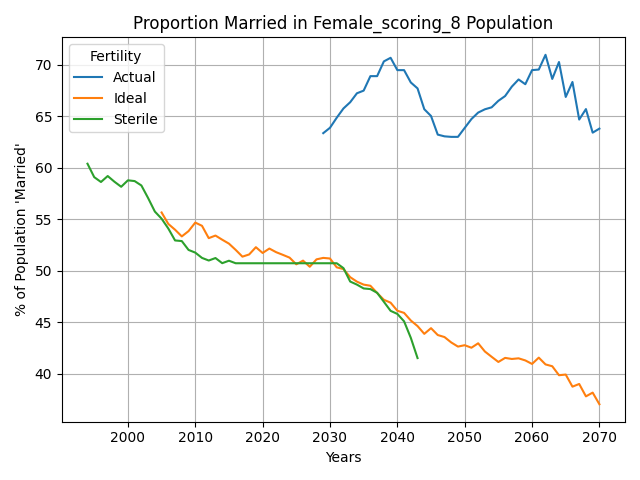 Proportion Married in Female_scoring_8 Population
Fertility
Actual
Ideal
Sterile
% of Population 'Married'
70
65
60
55
50
45
40
2000
2010
2020
2030
2040
2050
2060
2070
Years